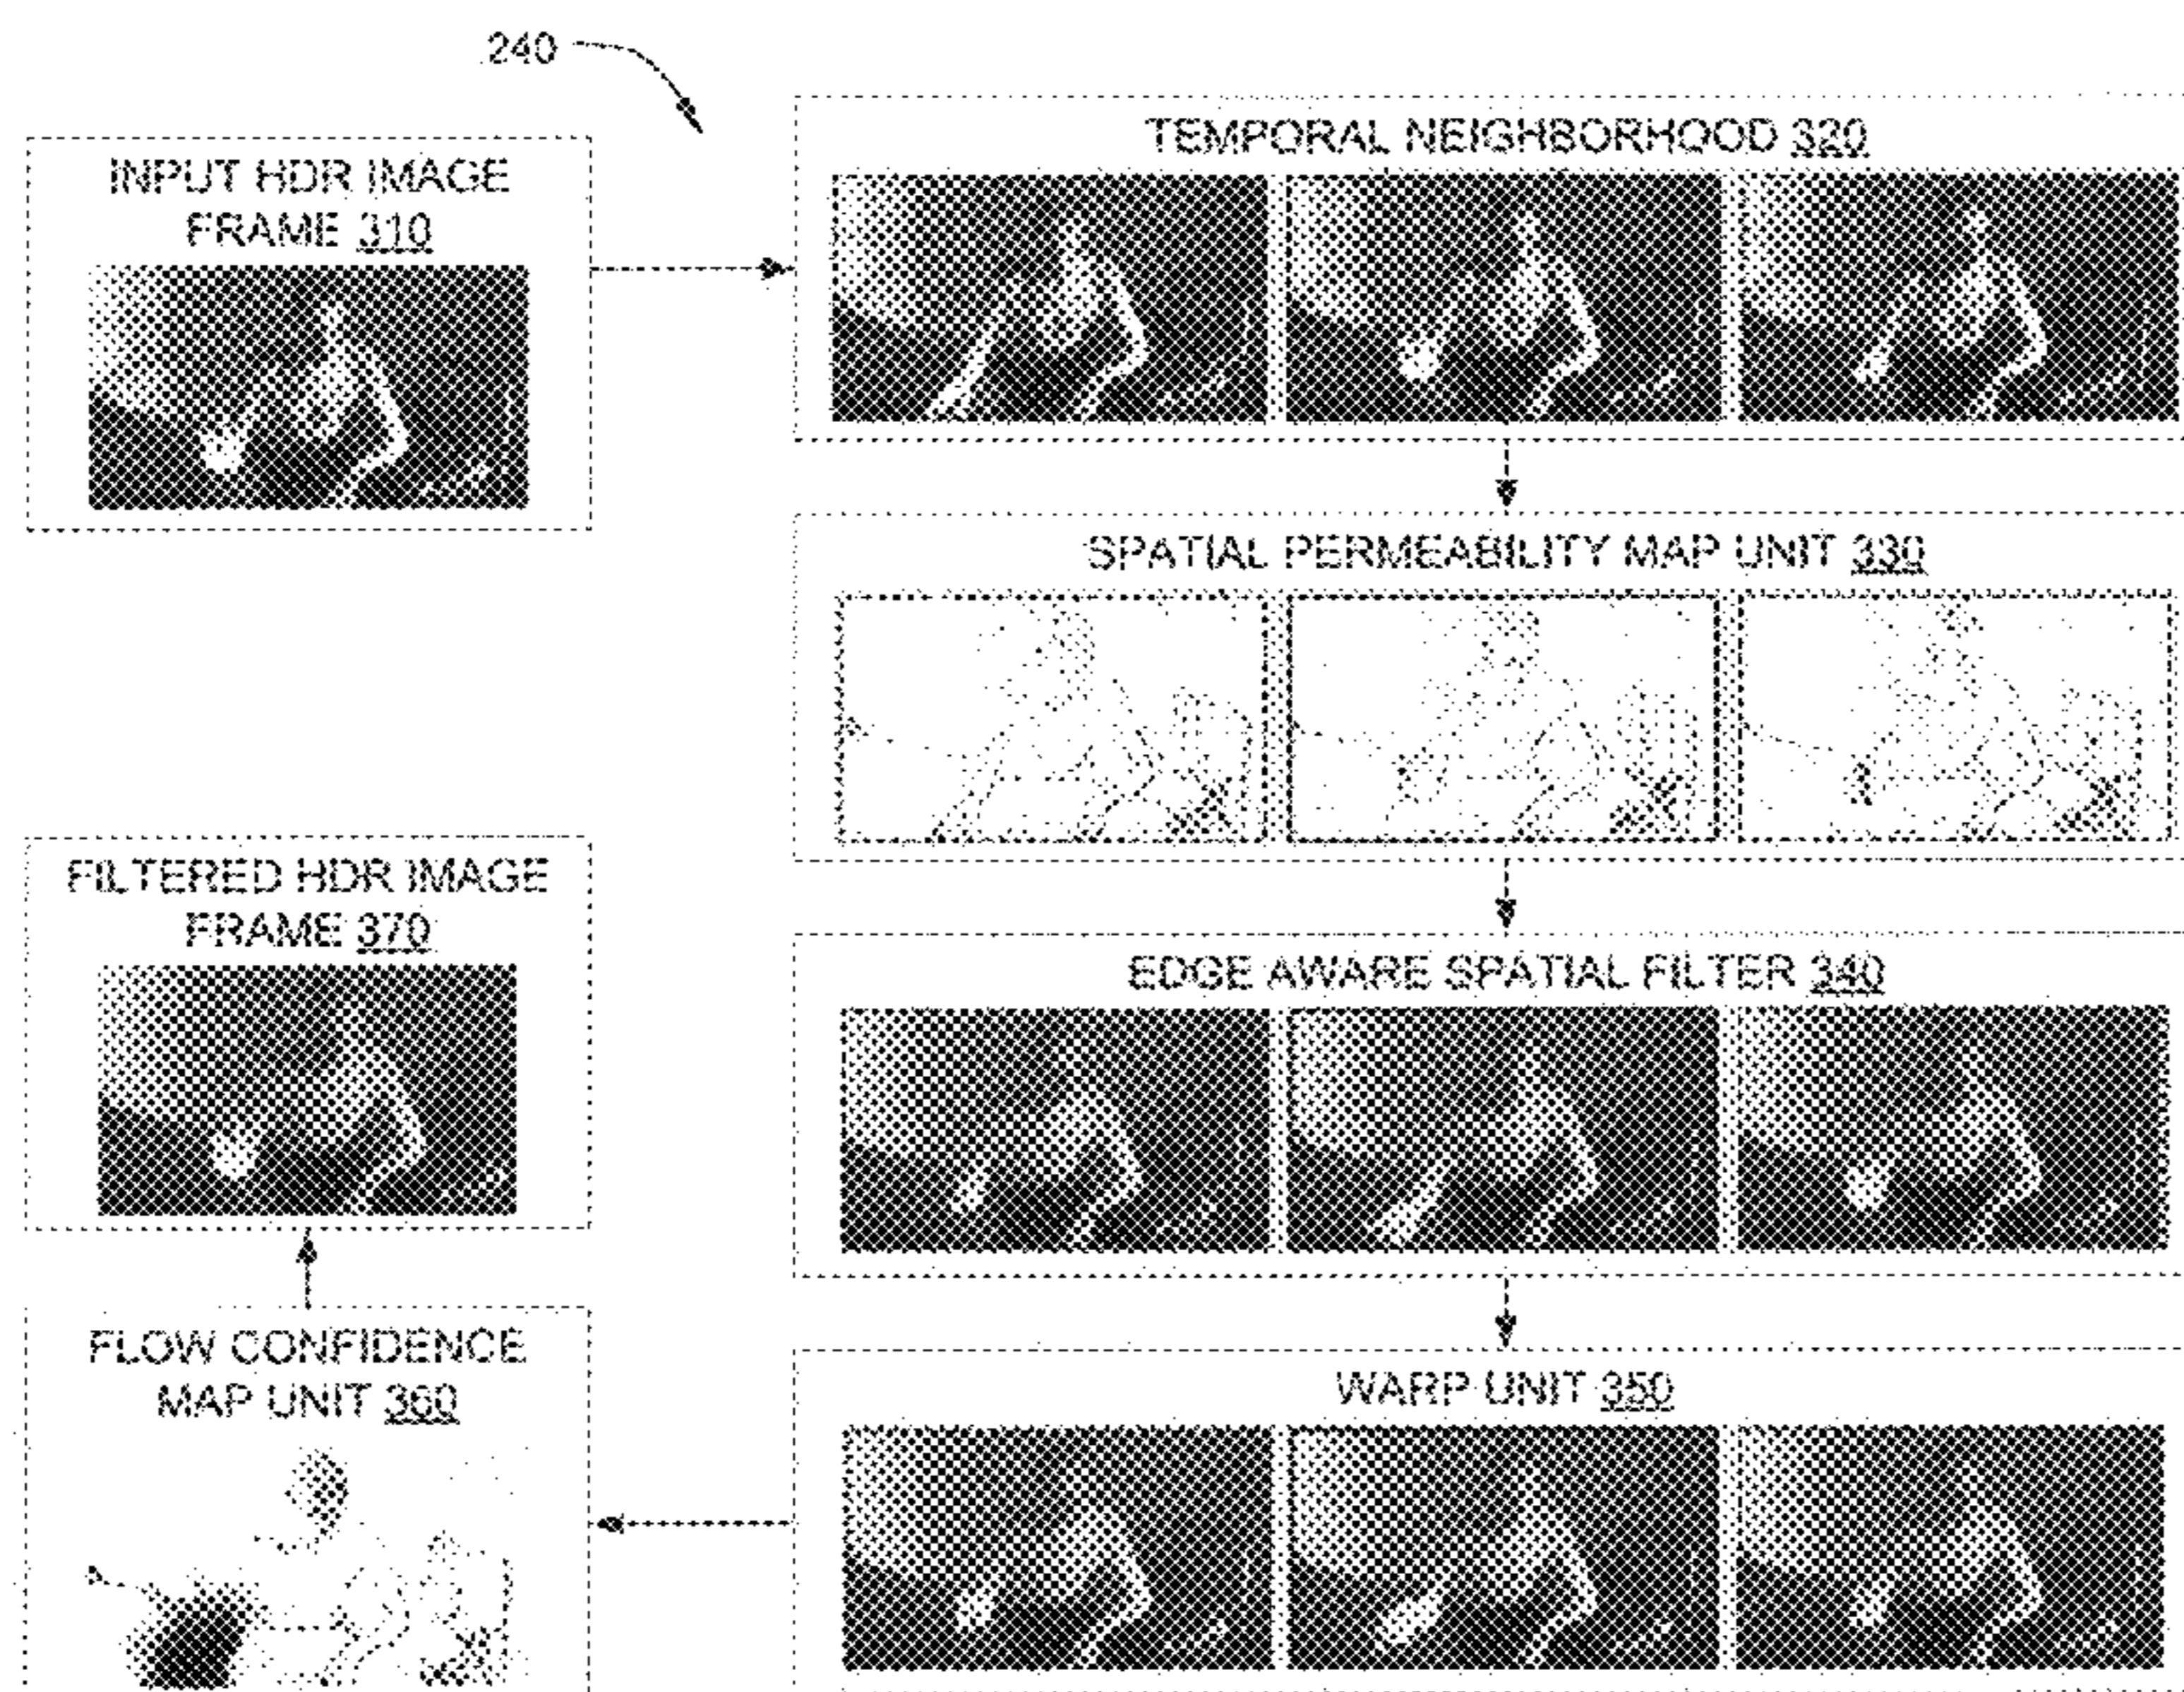 240
INPUT HDR IMAGE
FRAME 310
TEMPORAL NEIGHBORHOOD 320
SPATIAL PERMEABILITY MAP UNIT 330
EDGE AWARE SPATIAL FILTER 340
WARP UNIT 350
FLOW CONFIDENCE
MAP UNIT 360
FILTERED HDR IMAGE
FRAME 370